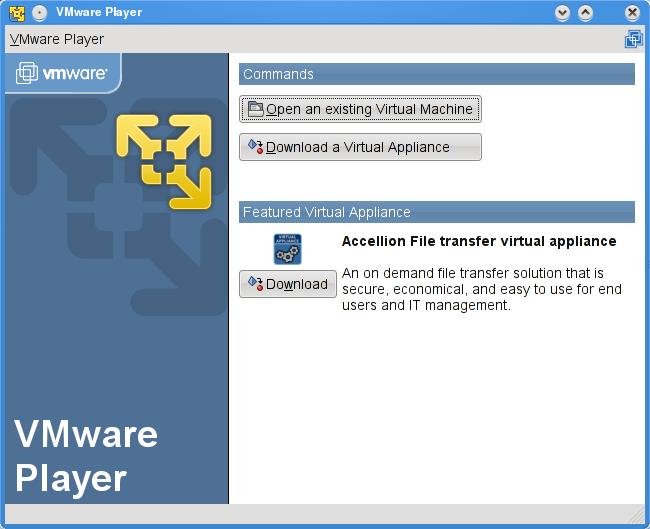 VMware Player
VMware Player
vmware
Commands
Open an existing Virtual Machine
Download a Virtual Appliance
Featured Virtual Appliance
VIRTUAL
APPLIANCE
Accellion File transfer virtual appliance
Download
An on demand file transfer solution that is
secure, economical, and easy to use for end
users and IT management.
VMware
Player